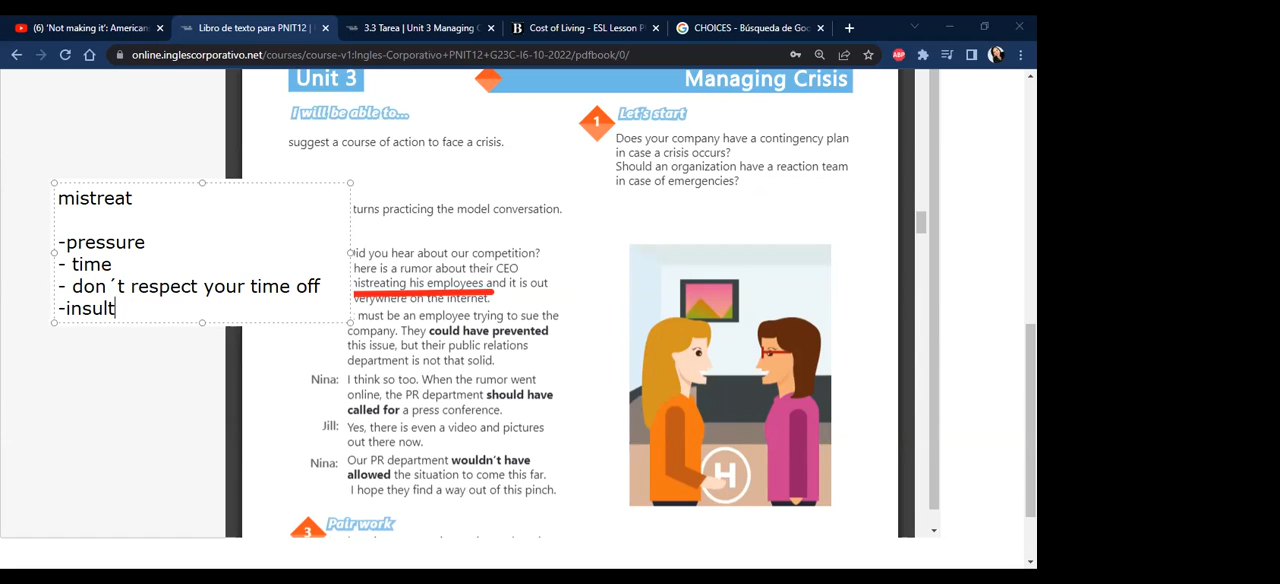 (6) 'Not making it': American
Libro de texto para PNIT12 |
3.3 Tarea | Unit 3 Managing C
Cost of Living - ESL Lesson P
CHOICES - Búsqueda de Goo
online.inglescorporativo.net/courses/course-v1:Ingles-Corporativo+PNIT12+G23C-I6-10-2022/pdfbook/0/
ABP
Unit 3
Managing Crisis
I will be able to...
suggest a course of action to face a crisis.
1
Let's start
Does your company have a contingency plan
in case a crisis occurs?
Should an organization have a reaction team
in case of emergencies?
mistreat
-pressure
- time
- don´t respect your time off
-insult
turns practicing the model conversation.
did you hear about our competition?
here is a rumor about their CEO
mistreating his employees and it is out
verywhere on the internet.
must be an employee trying to sue the
company. They could have prevented
this issue, but their public relations
department is not that solid.
Nina: I think so too. When the rumor went
online, the PR department should have
called for a press conference.
Jill: Yes, there is even a video and pictures
out there now.
Nina: Our PR department wouldn't have
allowed the situation to come this far.
I hope they find a way out of this pinch.
H
3
Pair work